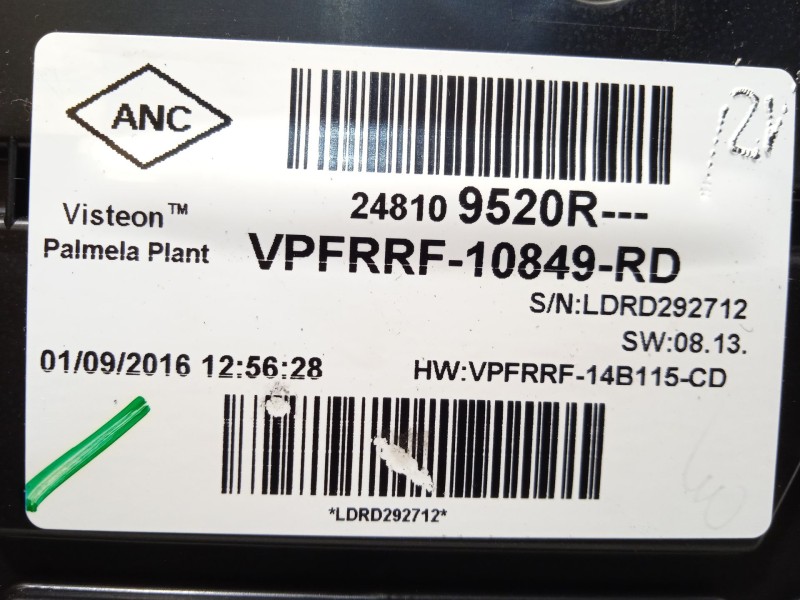 ANC
24810 9520R---
Visteon™
Palmela Plant
VPFRRF-10849-RD
S/N:LDRD292712
SW:08.13.
01/09/2016 12:56:28
HW:VPFRRF-14B115-CD
*LDRD292712*